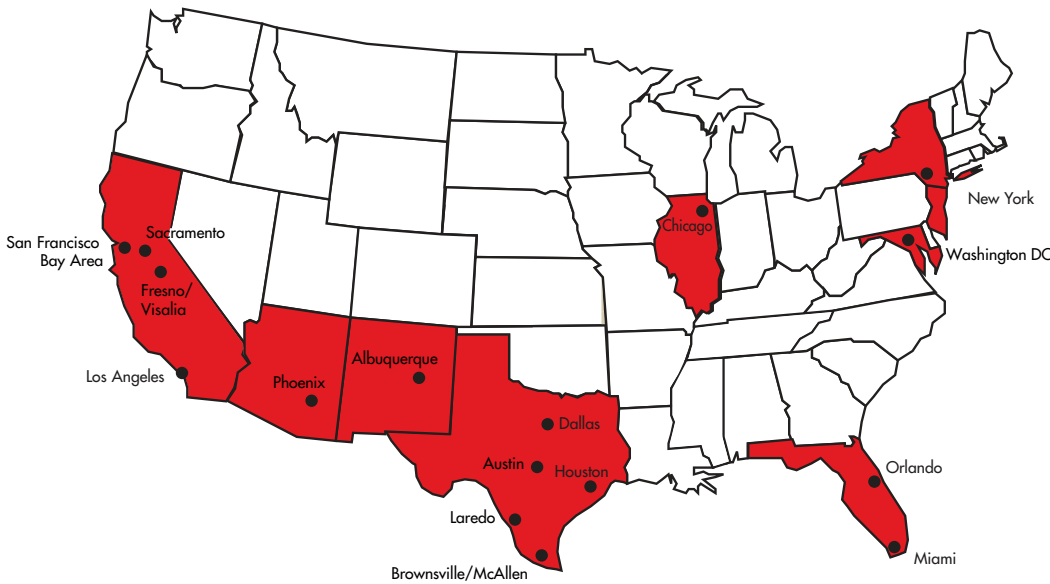 New York
Chicago
Sacramento
San Francisco
Bay Area
Washington DC
Fresno/
Visalia
Albuquerque
Los Angeles
Phoenix
Dallas
Austin
Houston
Orlando
Laredo
Miami
Brownsville/McAllen